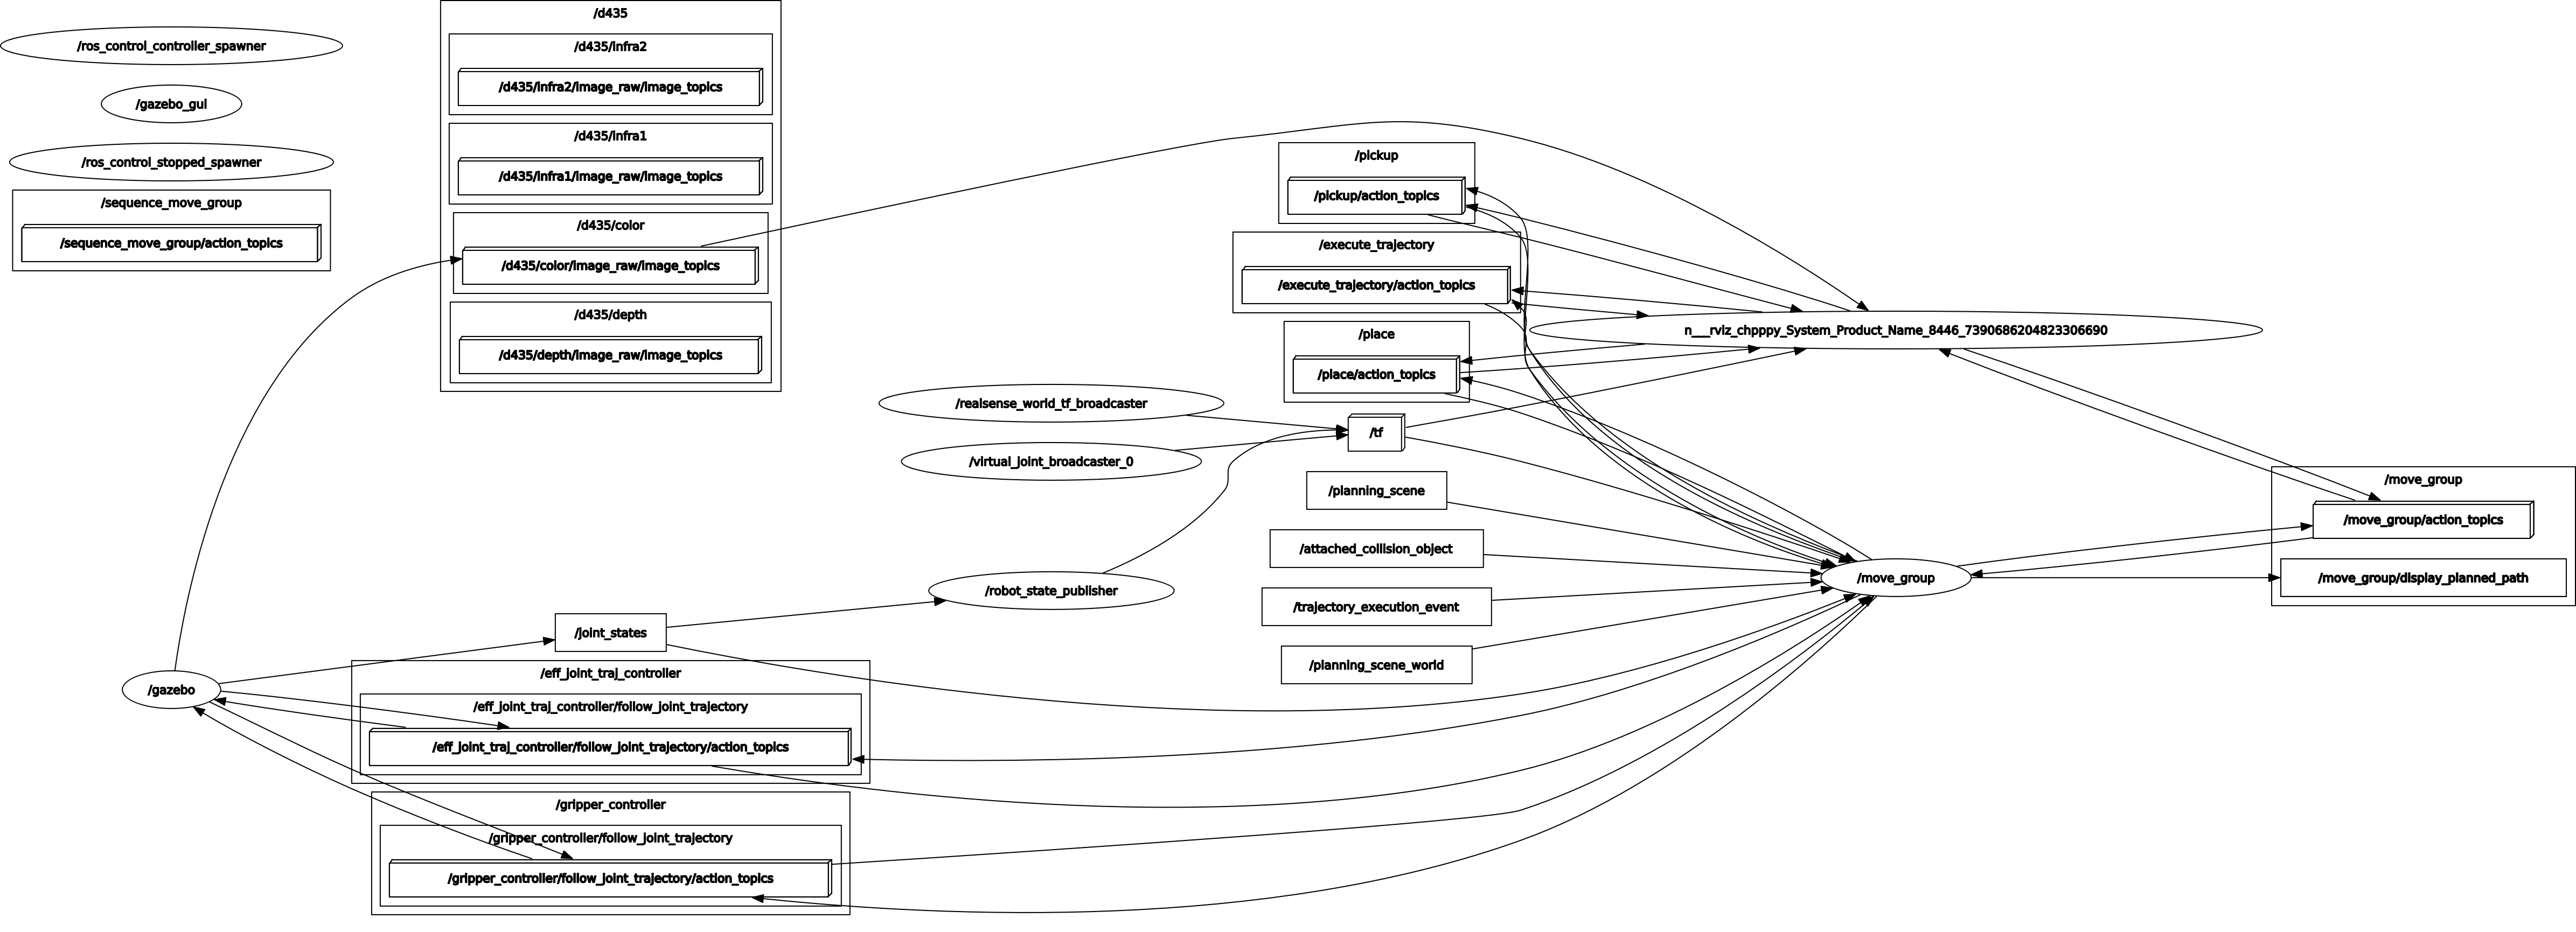 /ros_control_controller_spawner
/gazebo_gui
/ros_control_stopped_spawner
/sequence_move_group
/sequence_move_group/action_topics
/d435
/d435/infra2
/d435/infra2/image_raw/image_topics
/d435/infra1
/d435/infra1/image_raw/image_topics
/d435/color
/d435/color/image_raw/image_topics
/d435/depth
/d435/depth/image_raw/image_topics
/pickup
/pickup/action_topics
/execute_trajectory
/execute_trajectory/action_topics
/place
/place/action_topics
n___rviz_chpppy_System_Product_Name_8446_7390686204823306690
/realsense_world_tf_broadcaster
/virtual_joint_broadcaster_0
/tf
/planning_scene
/attached_collision_object
/trajectory_execution_event
/planning_scene_world
/robot_state_publisher
/move_group
/move_group
/move_group/action_topics
/move_group/display_planned_path
/joint_states
/gazebo
/eff_joint_traj_controller
/eff_joint_traj_controller/follow_joint_trajectory
/eff_joint_traj_controller/follow_joint_trajectory/action_topics
/gripper_controller
/gripper_controller/follow_joint_trajectory
/gripper_controller/follow_joint_trajectory/action_topics